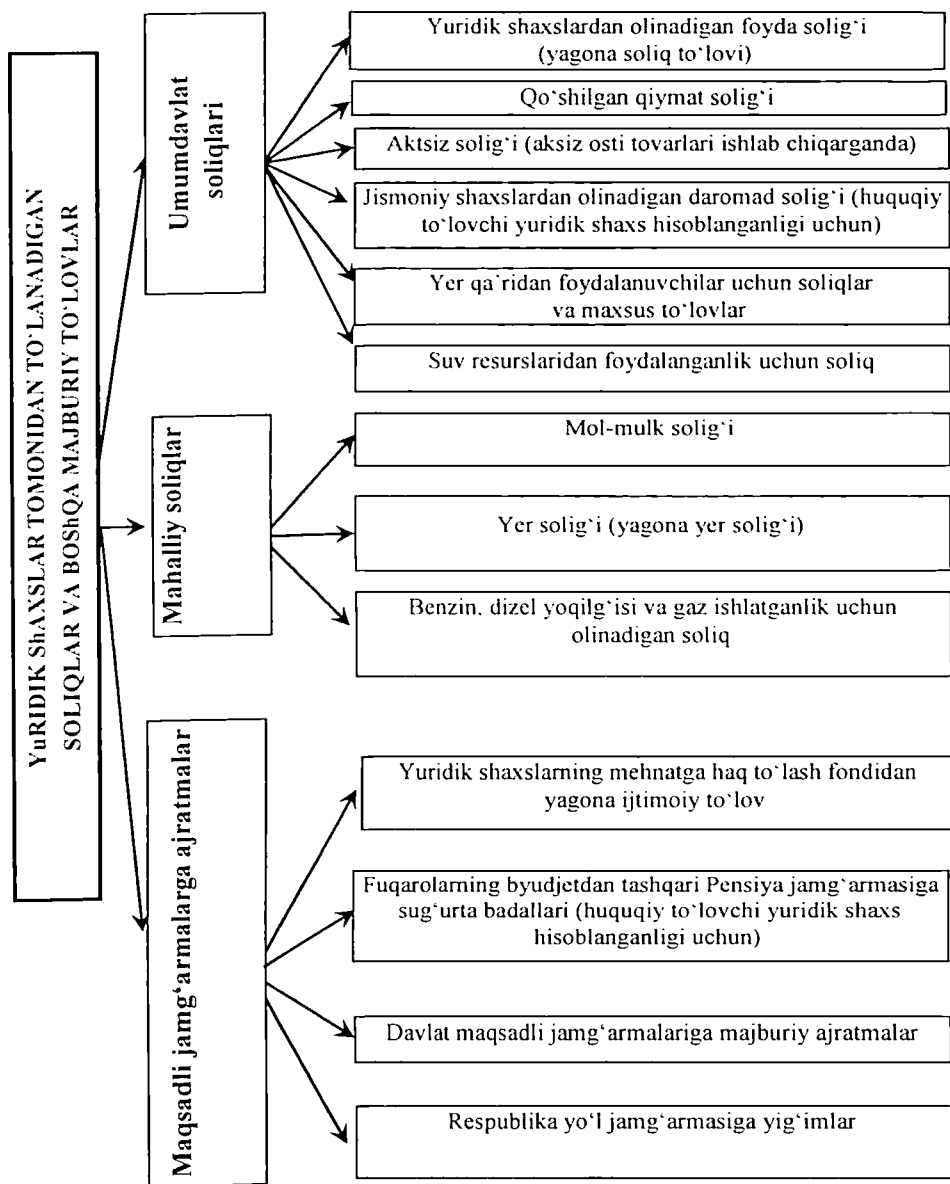 YuRIDIK ShAXSLAR TOMONIDAN TO`LANADIGAN
SOLIQLAR VA BOShQA MAJBURIY TO`LOVLAR
Umumdavlat
soliqlari
Yuridik shaxslardan olinadigan foyda solig‘i
(yagona soliq to‘lovi)
Qo‘shilgan qiymat solig‘i
Aktsiz solig‘i (aksiz osti tovarlari ishlab chiqarganda)
Jismoniy shaxslardan olinadigan daromad solig‘i (huquqiy
to‘lovchi yuridik shaxs hisoblanganligi uchun)
Yer qa’ridan foydalanuvchilar uchun soliqlar
va maxsus to‘lovlar
Suv resurslaridan foydalanganlik uchun soliq
Mahalliy soliqlar
Mol-mulk solig‘i
Yer solig‘i (yagona yer solig‘i)
Benzin, dizel yoqilg‘isi va gaz ishlatganlik uchun
olinadigan soliq
Maqsadli jamg‘armalarga ajratmalar
Yuridik shaxslarning mehnatga haq to‘lash fondidan
yagona ijtimoiy to‘lov
Fuqarolarning byudjetdan tashqari Pensiya jamg‘armasiga
sug‘urta badallari (huquqiy to‘lovchi yuridik shaxs
hisoblanganligi uchun)
Davlat maqsadli jamg‘armalariga majburiy ajratmalar
Respublika yo‘l jamg‘armasiga yig‘imlar